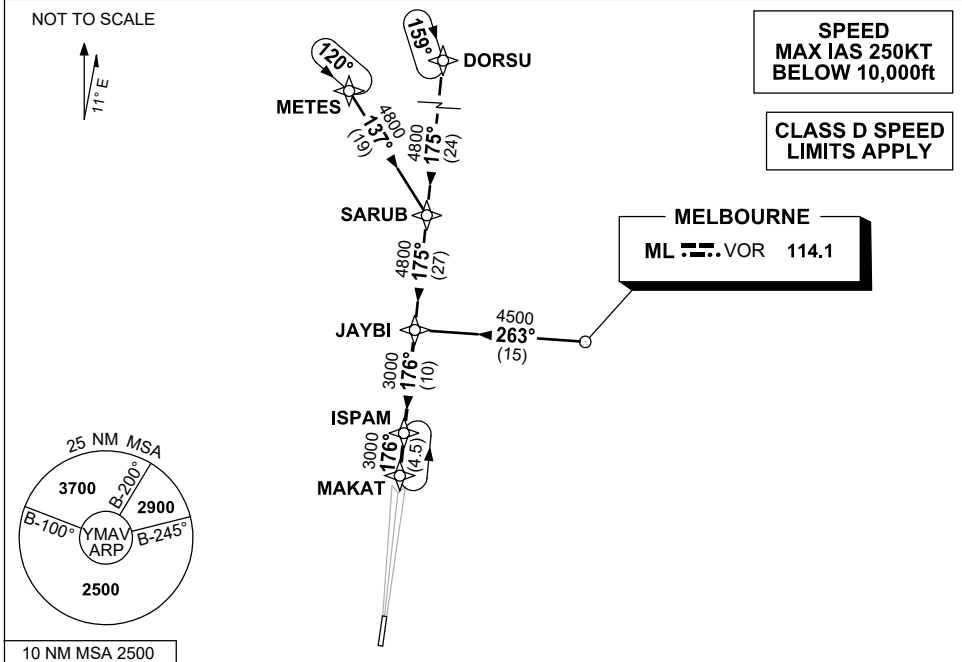 NOT TO SCALE
11° E
SPEED
MAX IAS 250KT
BELOW 10,000ft
CLASS D SPEED
LIMITS APPLY
159°
DORSU
120°
METES
4800
137°
(19)
4800
175°
(24)
SARUB
4800
175°
(27)
MELBOURNE
ML VOR 114.1
JAYBI
4500
263°
(15)
3000
176°
(10)
ISPAM
3000
176°
(4.5)
MAKAT
25 NM MSA
3700
B-200°
2900
B-100°
YMAV
ARP
B-245°
2500
10 NM MSA 2500